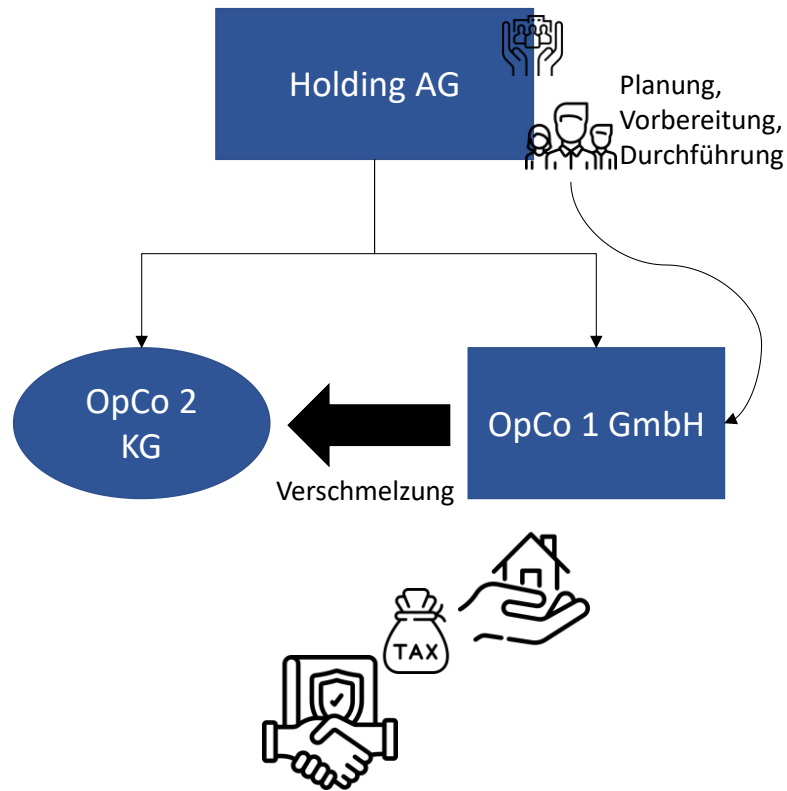 Holding AG
Planung,
Vorbereitung,
Durchführung
OpCo 2
KG
OpCo 1 GmbH
Verschmelzung
TAX